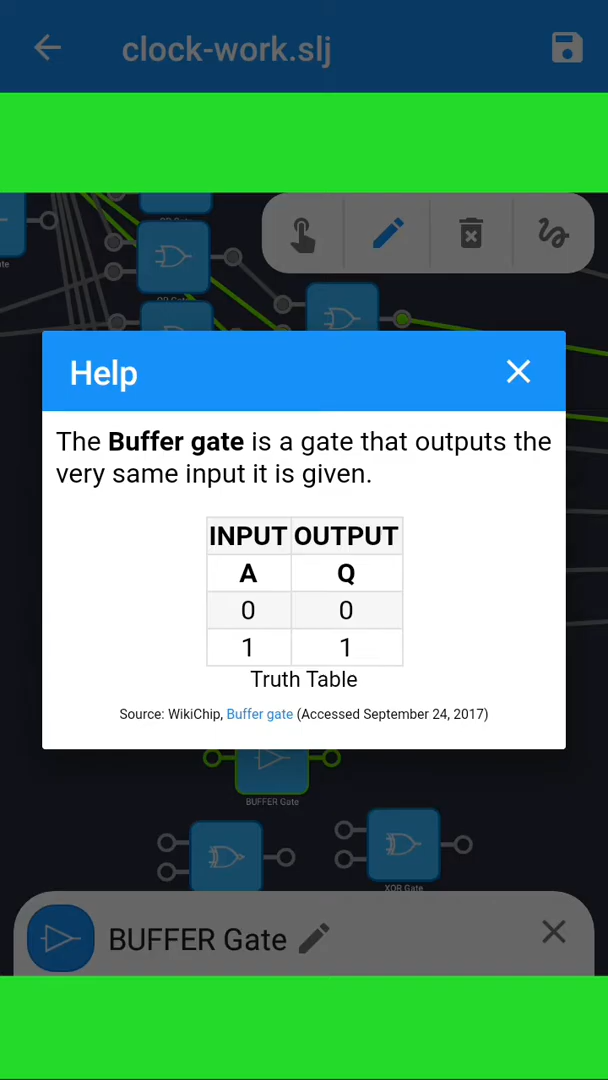 clock-work.slj
OR Gate
Help
The Buffer gate is a gate that outputs the
very same input it is given.
INPUT OUTPUT
A Q
0 0
1 1
Truth Table
Source: WikiChip, Buffer gate (Accessed September 24, 2017)
BUFFER Gate
XOR Gate
BUFFER Gate